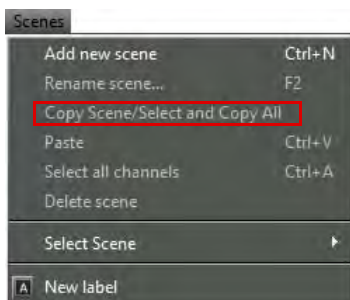 Scenes
Add new scene Ctrl+N
Rename scene... F2
Copy Scene/Select and Copy All
Paste Ctrl+V
Select all channels Ctrl+A
Delete scene
Select Scene
A New label